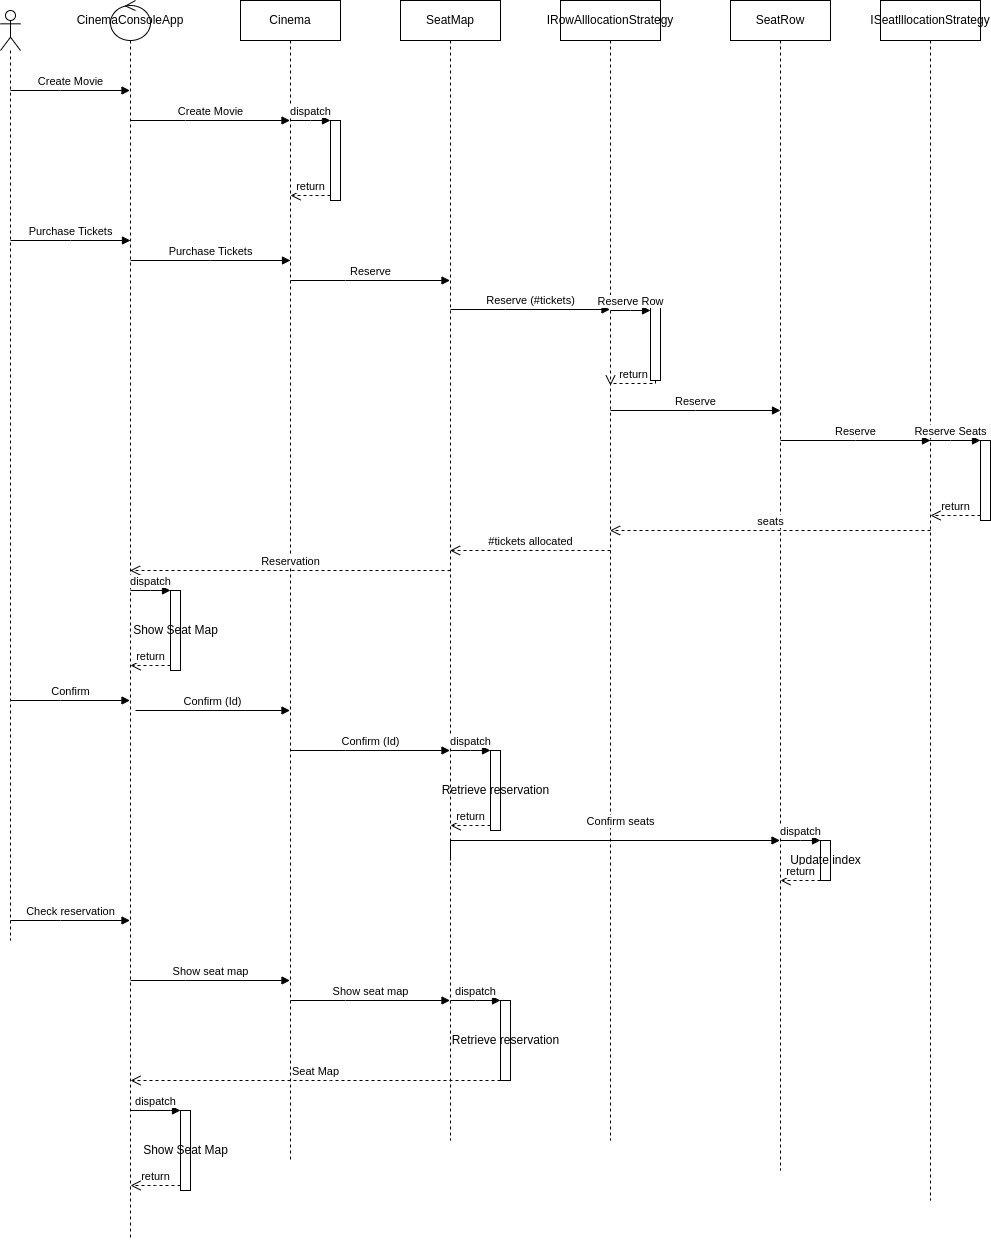 CinemaConsoleApp
Cinema
SeatMap
IRowAlllocationStrategy
SeatRow
ISeatlllocationStrategy
Create Movie
Create Movie
dispatch
return
Purchase Tickets
Purchase Tickets
Reserve
Reserve (#tickets)
Reserve Row
return
Reserve
Reserve
Reserve Seats
return
seats
#tickets allocated
Reservation
dispatch
Show Seat Map
return
Confirm
Confirm (Id)
Confirm (Id)
dispatch
Retrieve reservation
return
Confirm seats
dispatch
Update index
return
Check reservation
Show seat map
Show seat map
dispatch
Retrieve reservation
Seat Map
dispatch
Show Seat Map
return